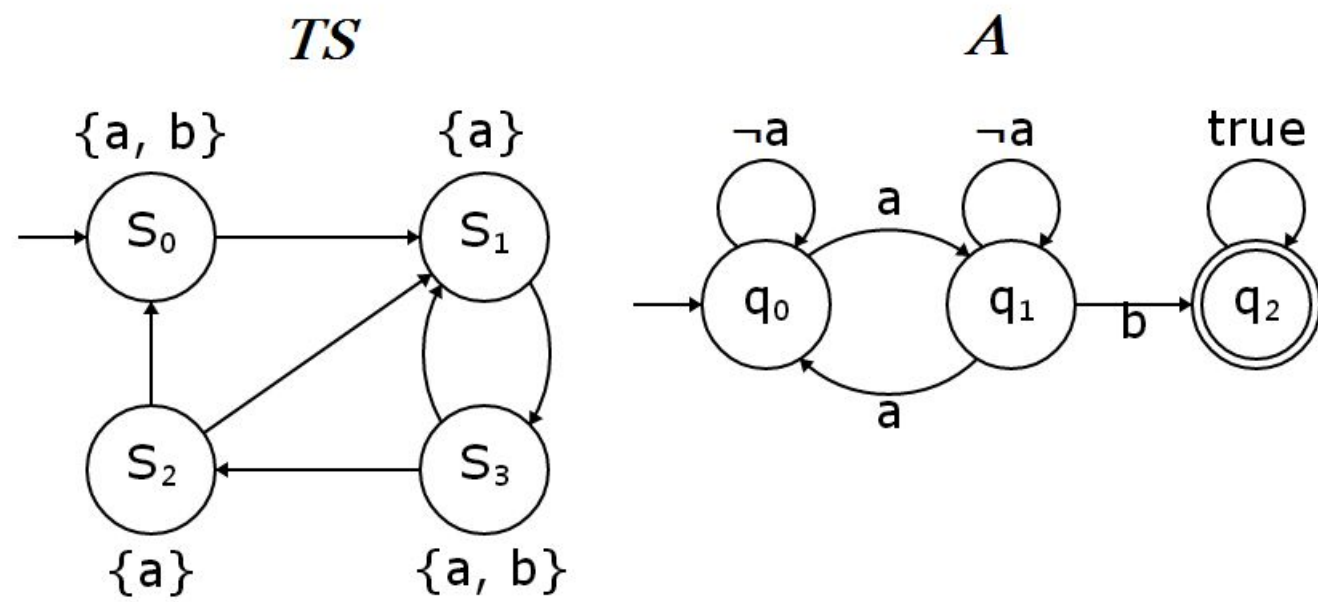 TS
A
{a, b}
{a}
¬a
¬a
true
S₀
S₁
a
q₀
q₁
b
q₂
a
S₂
S₃
{a}
{a, b}